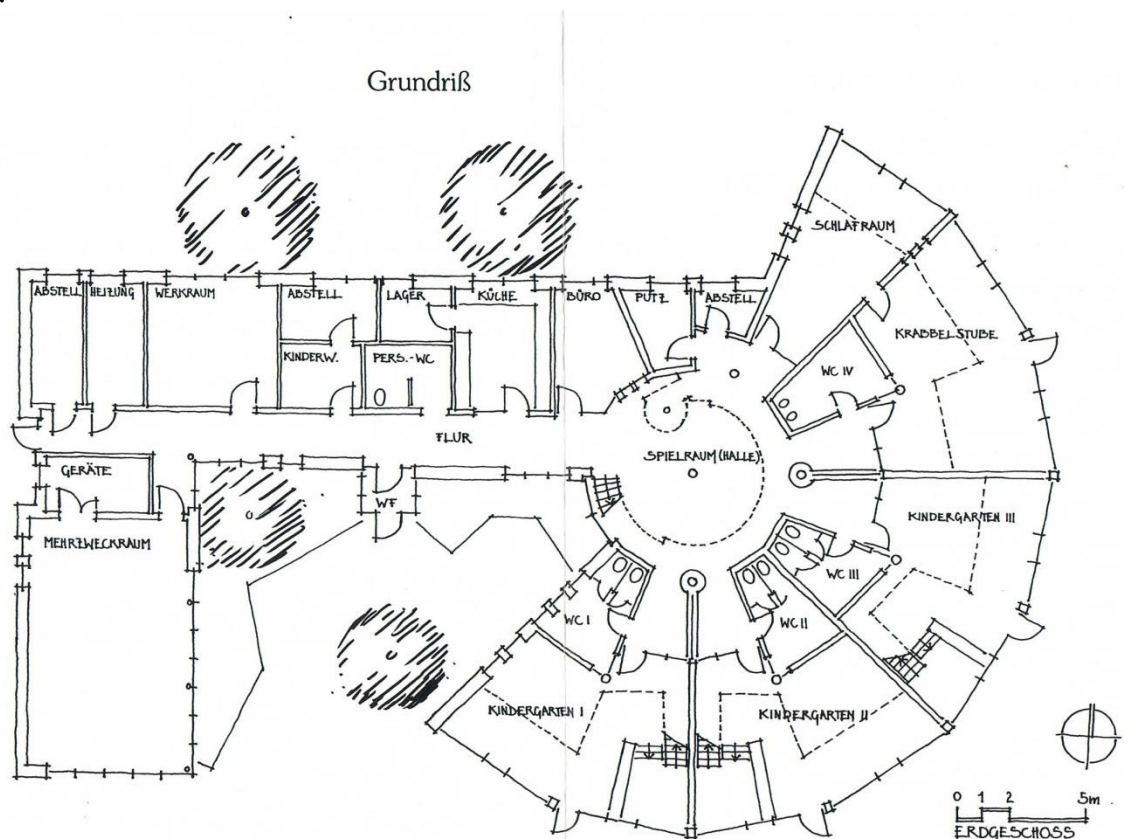 Grundriß
SCHLAFRAUM
ABSTELL HEIZUNG WERKRAUM ABSTELL LAGER KÜCHE BÜRO PUTZ ABSTELL
KRABBELSTUBE
KINDERW. PERS.-WC
WC IV
FLUR
SPIELRAUM (HALLE)
GERÄTE
WF
KINDERGARTEN III
MEHRZWECKRAUM
WC III
WC I
WC II
KINDERGARTEN I
KINDERGARTEN II
0 1 2 5m
ERDGESCHOSS